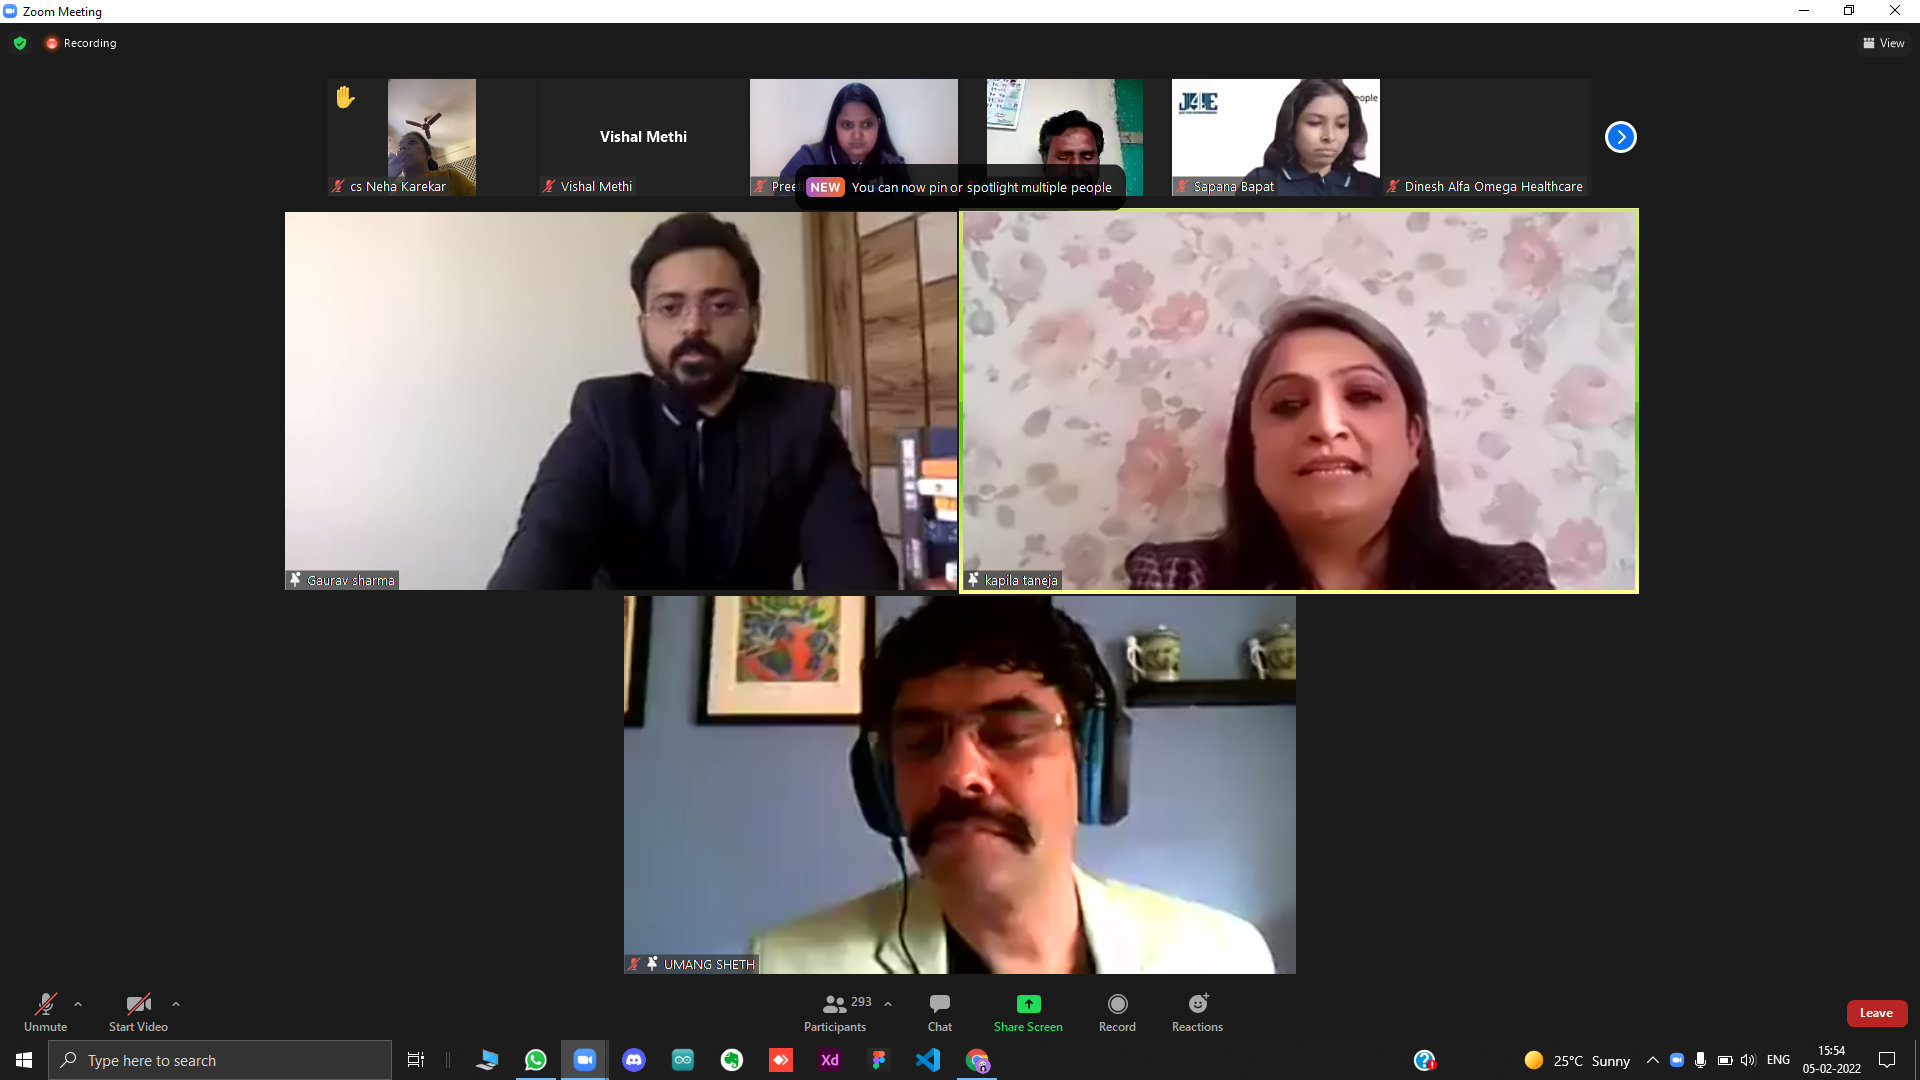 Zoom Meeting
Recording
View
cs Neha Karekar
Vishal Methi
Vishal Methi
NEW You can now pin or spotlight multiple people
J4E
Sapana Bapat
Dinesh Alfa Omega Healthcare
Gaurav sharma
kapila taneja
UMANG SHETH
Unmute
Start Video
293
Participants
Chat
Share Screen
Record
Reactions
Leave
Type here to search
Xd
25°C Sunny
ENG
15:54
05-02-2022